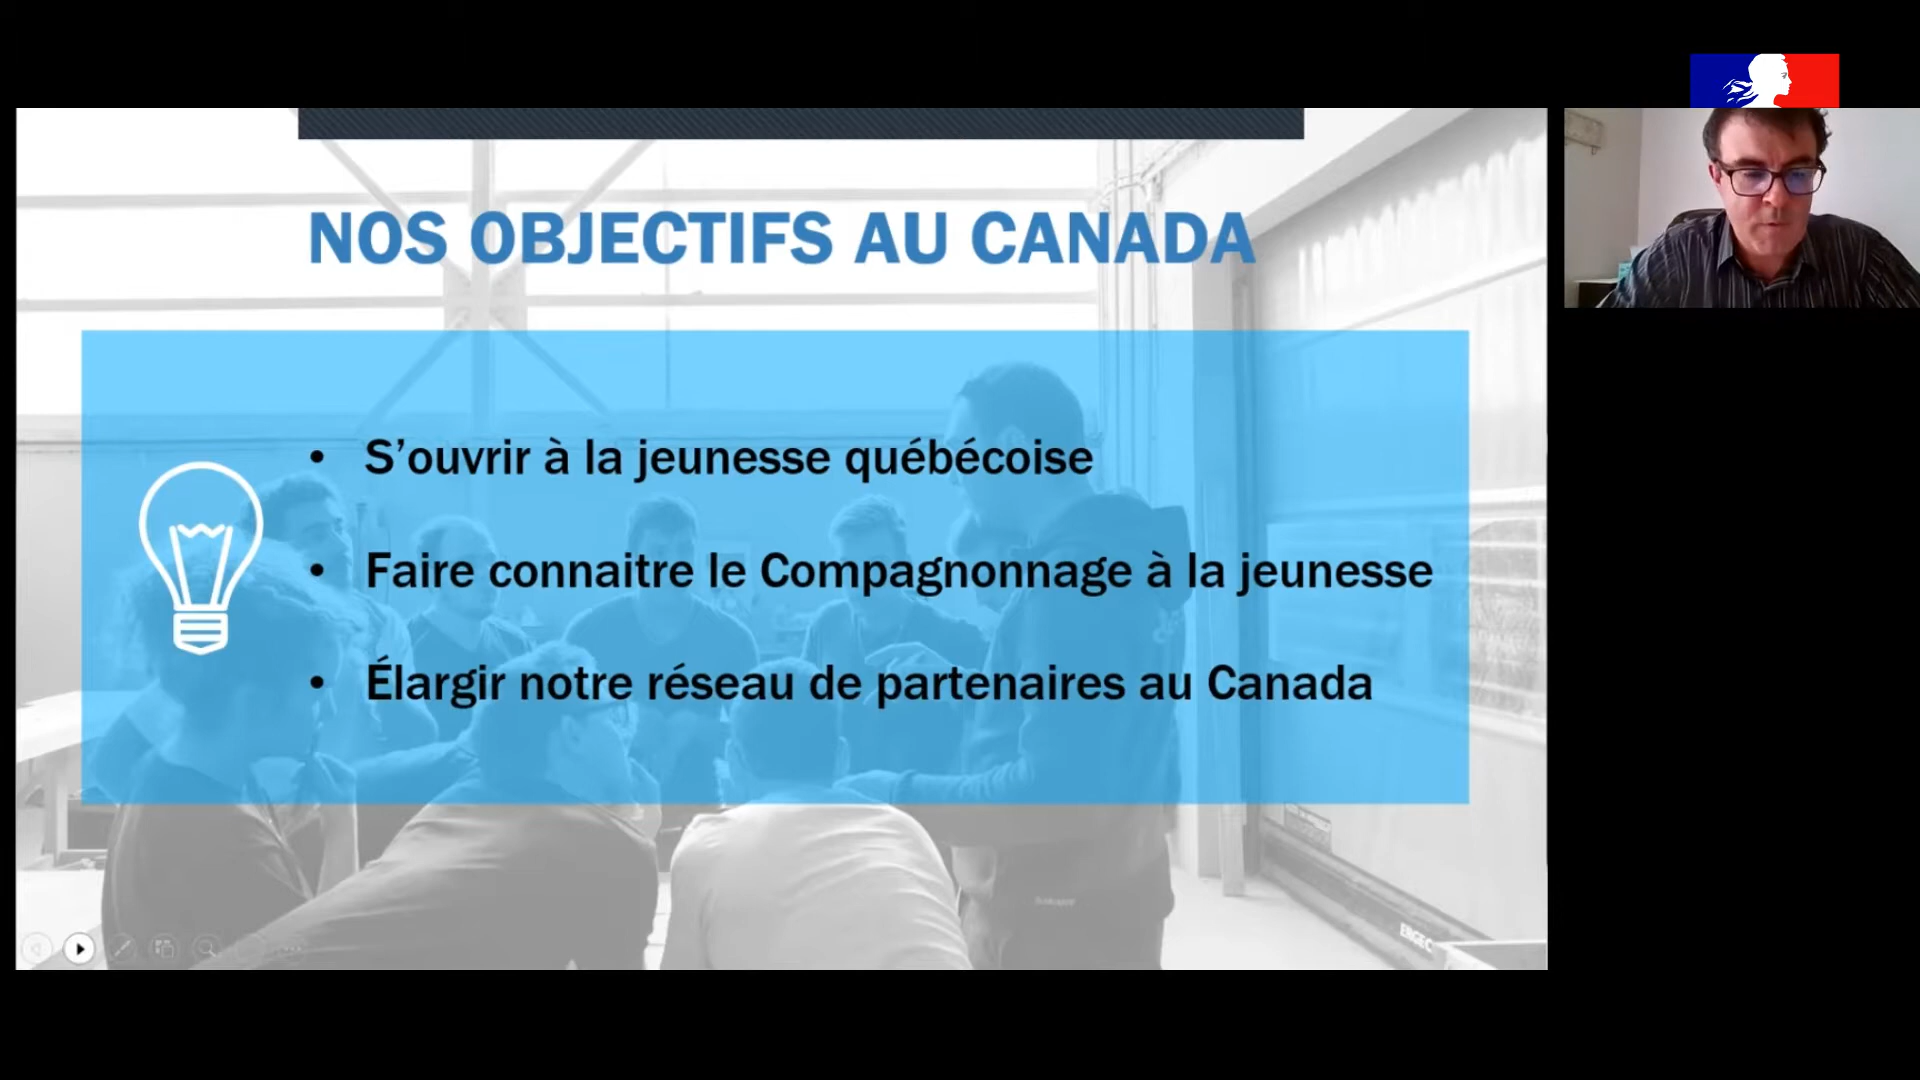 NOS OBJECTIFS AU CANADA
• S’ouvrir à la jeunesse québécoise
• Faire connaitre le Compagnonnage à la jeunesse
• Élargir notre réseau de partenaires au Canada